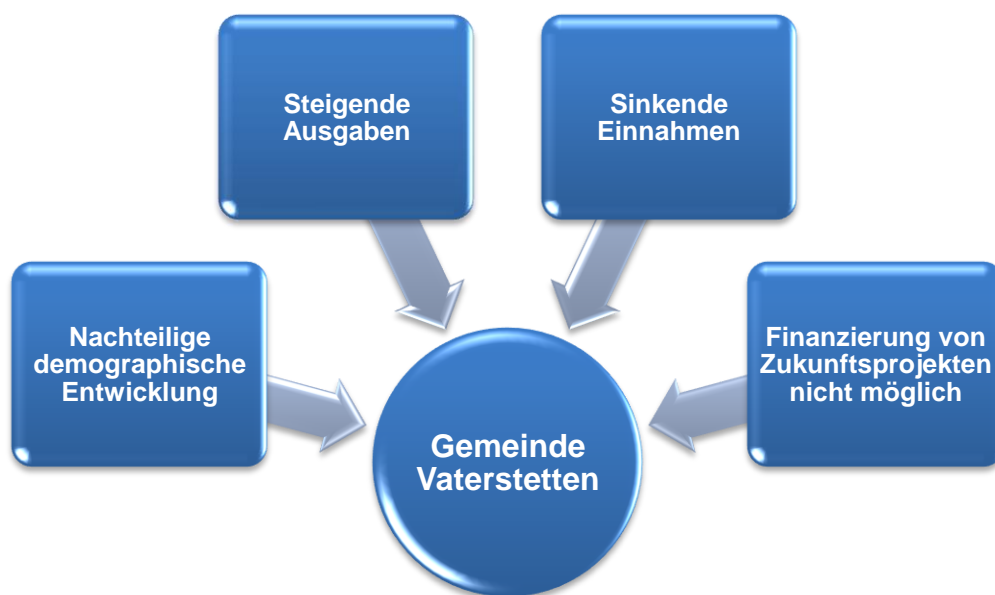 Steigende
Ausgaben
Sinkende
Einnahmen
Nachteilige
demographische
Entwicklung
Finanzierung von
Zukunftsprojekten
nicht möglich
Gemeinde
Vaterstetten